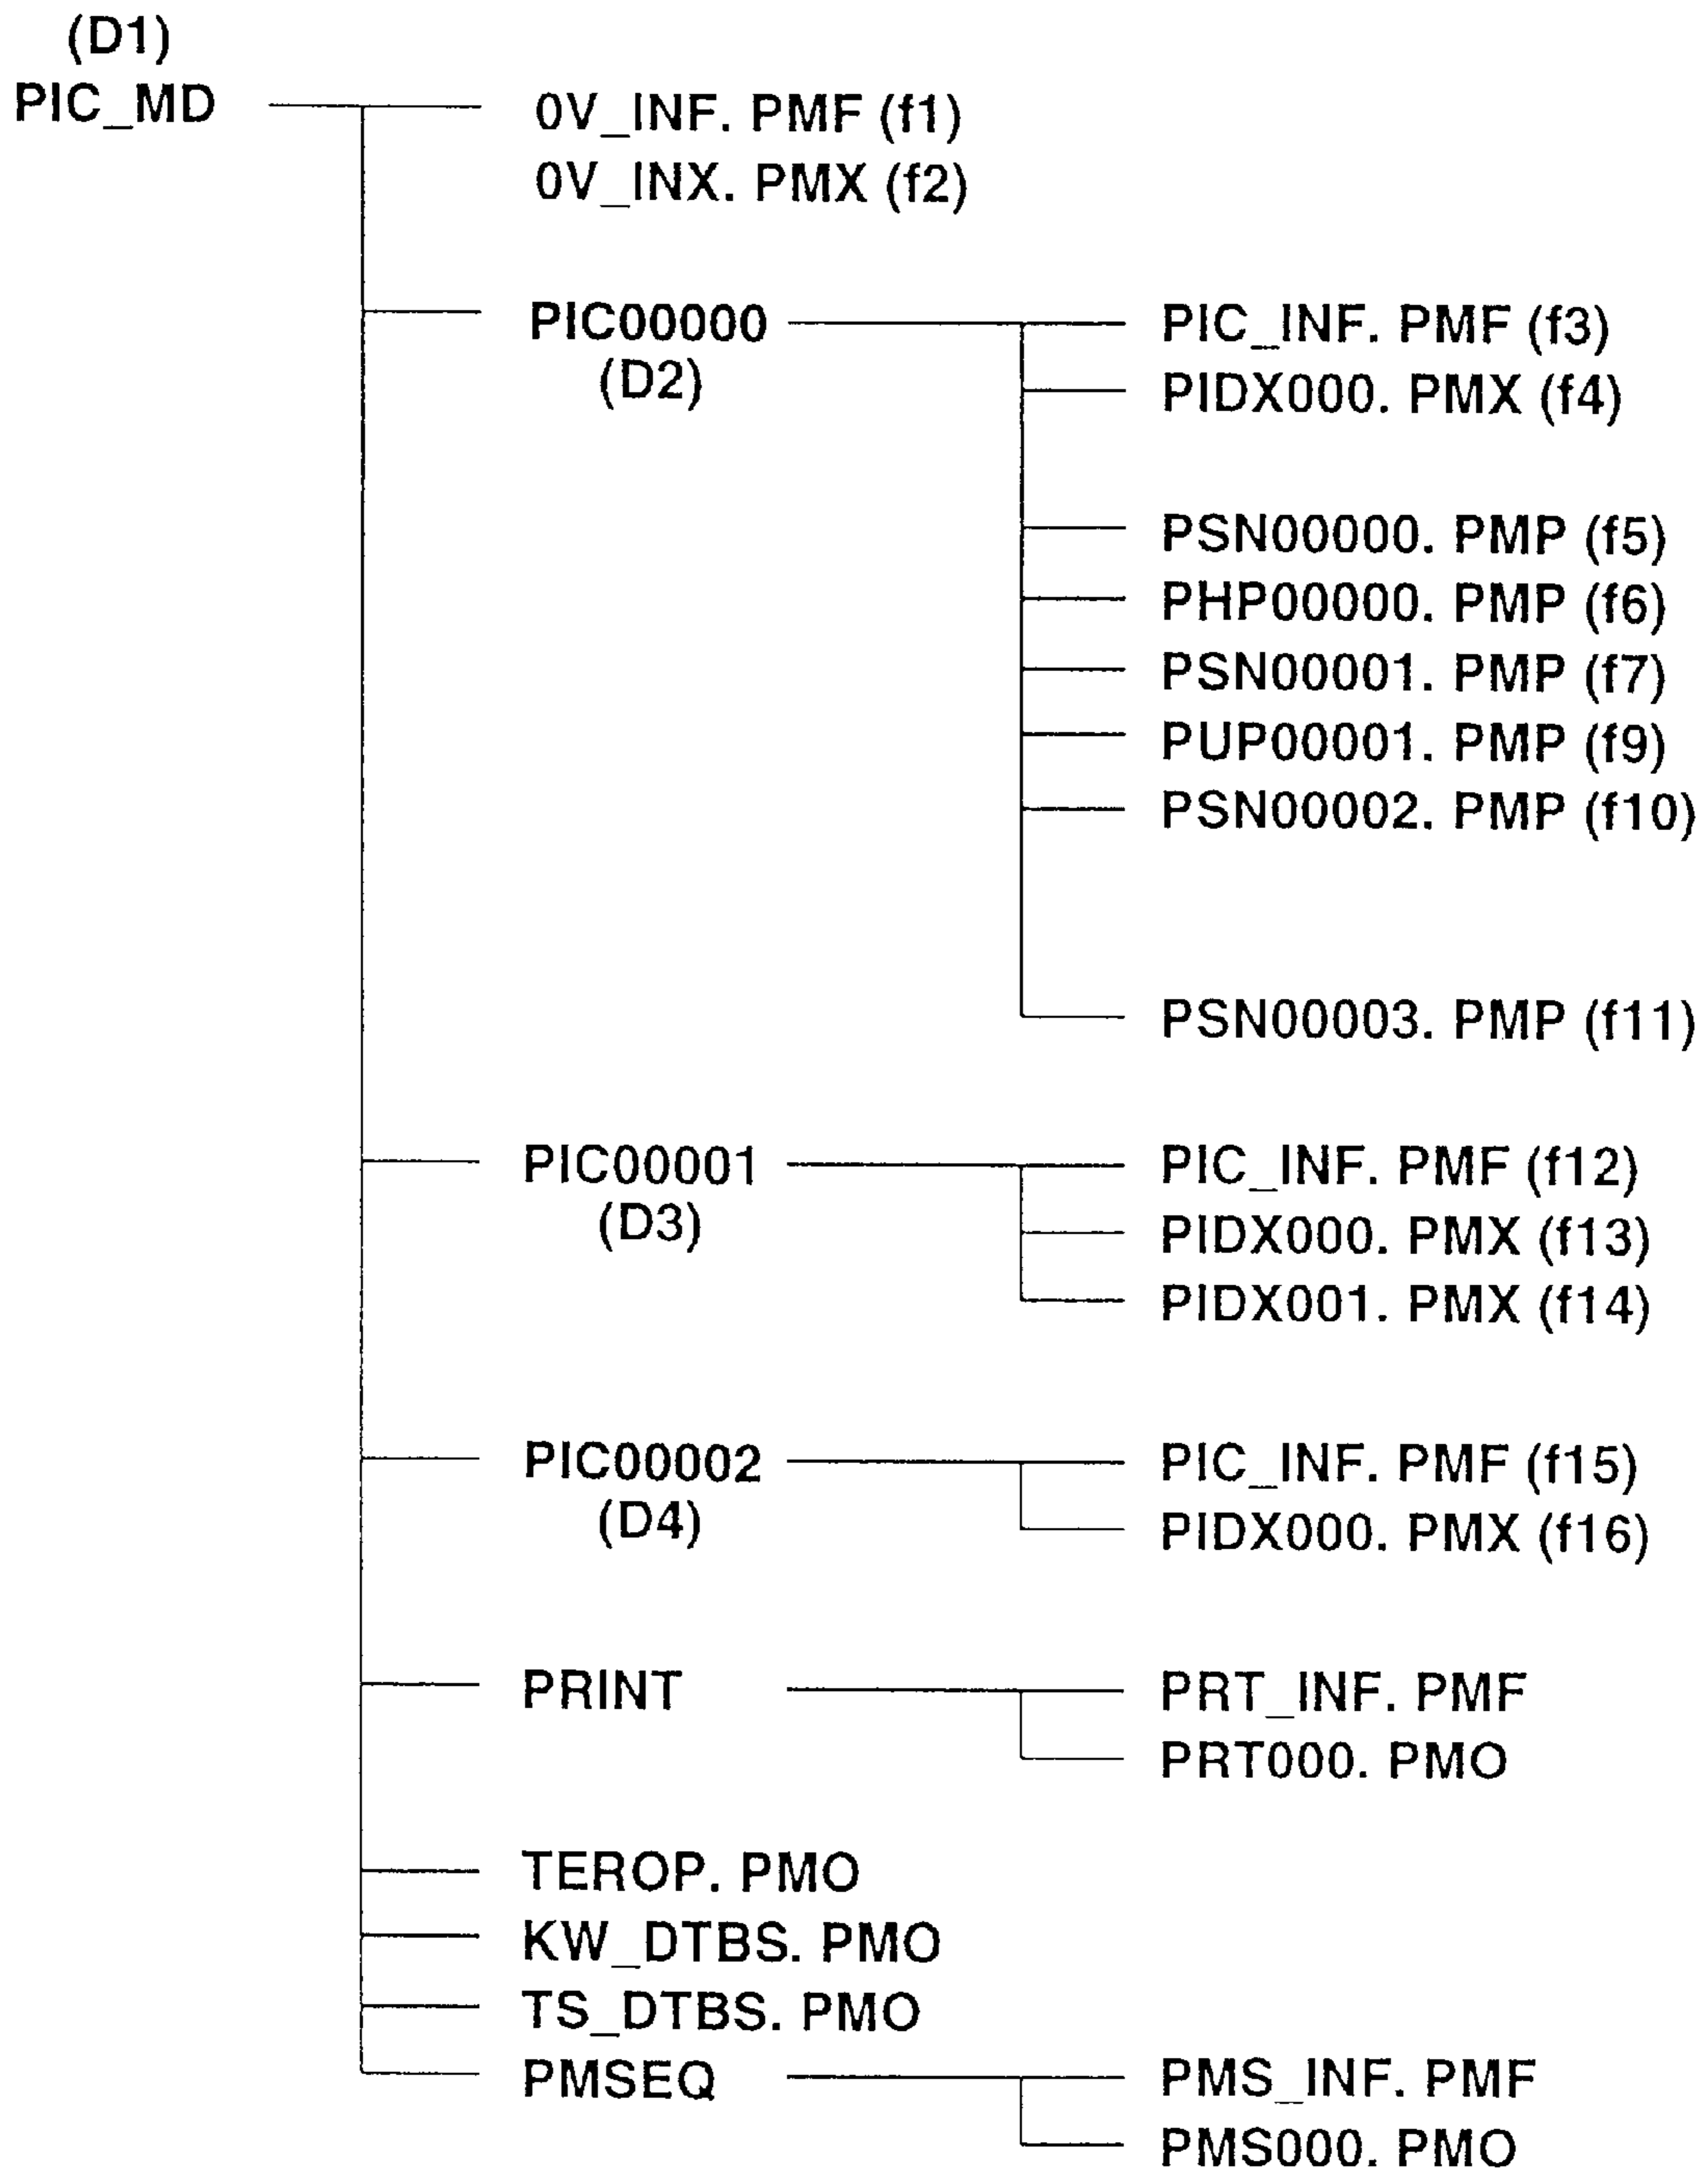 (D1)
PIC_MD
0V_INF. PMF (f1)
0V_INX. PMX (f2)
PIC00000
(D2)
PIC_INF. PMF (f3)
PIDX000. PMX (f4)
PSN00000. PMP (f5)
PHP00000. PMP (f6)
PSN00001. PMP (f7)
PUP00001. PMP (f9)
PSN00002. PMP (f10)
PSN00003. PMP (f11)
PIC00001
(D3)
PIC_INF. PMF (f12)
PIDX000. PMX (f13)
PIDX001. PMX (f14)
PIC00002
(D4)
PIC_INF. PMF (f15)
PIDX000. PMX (f16)
PRINT
PRT_INF. PMF
PRT000. PMO
TEROP. PMO
KW_DTBS. PMO
TS_DTBS. PMO
PMSEQ
PMS_INF. PMF
PMS000. PMO